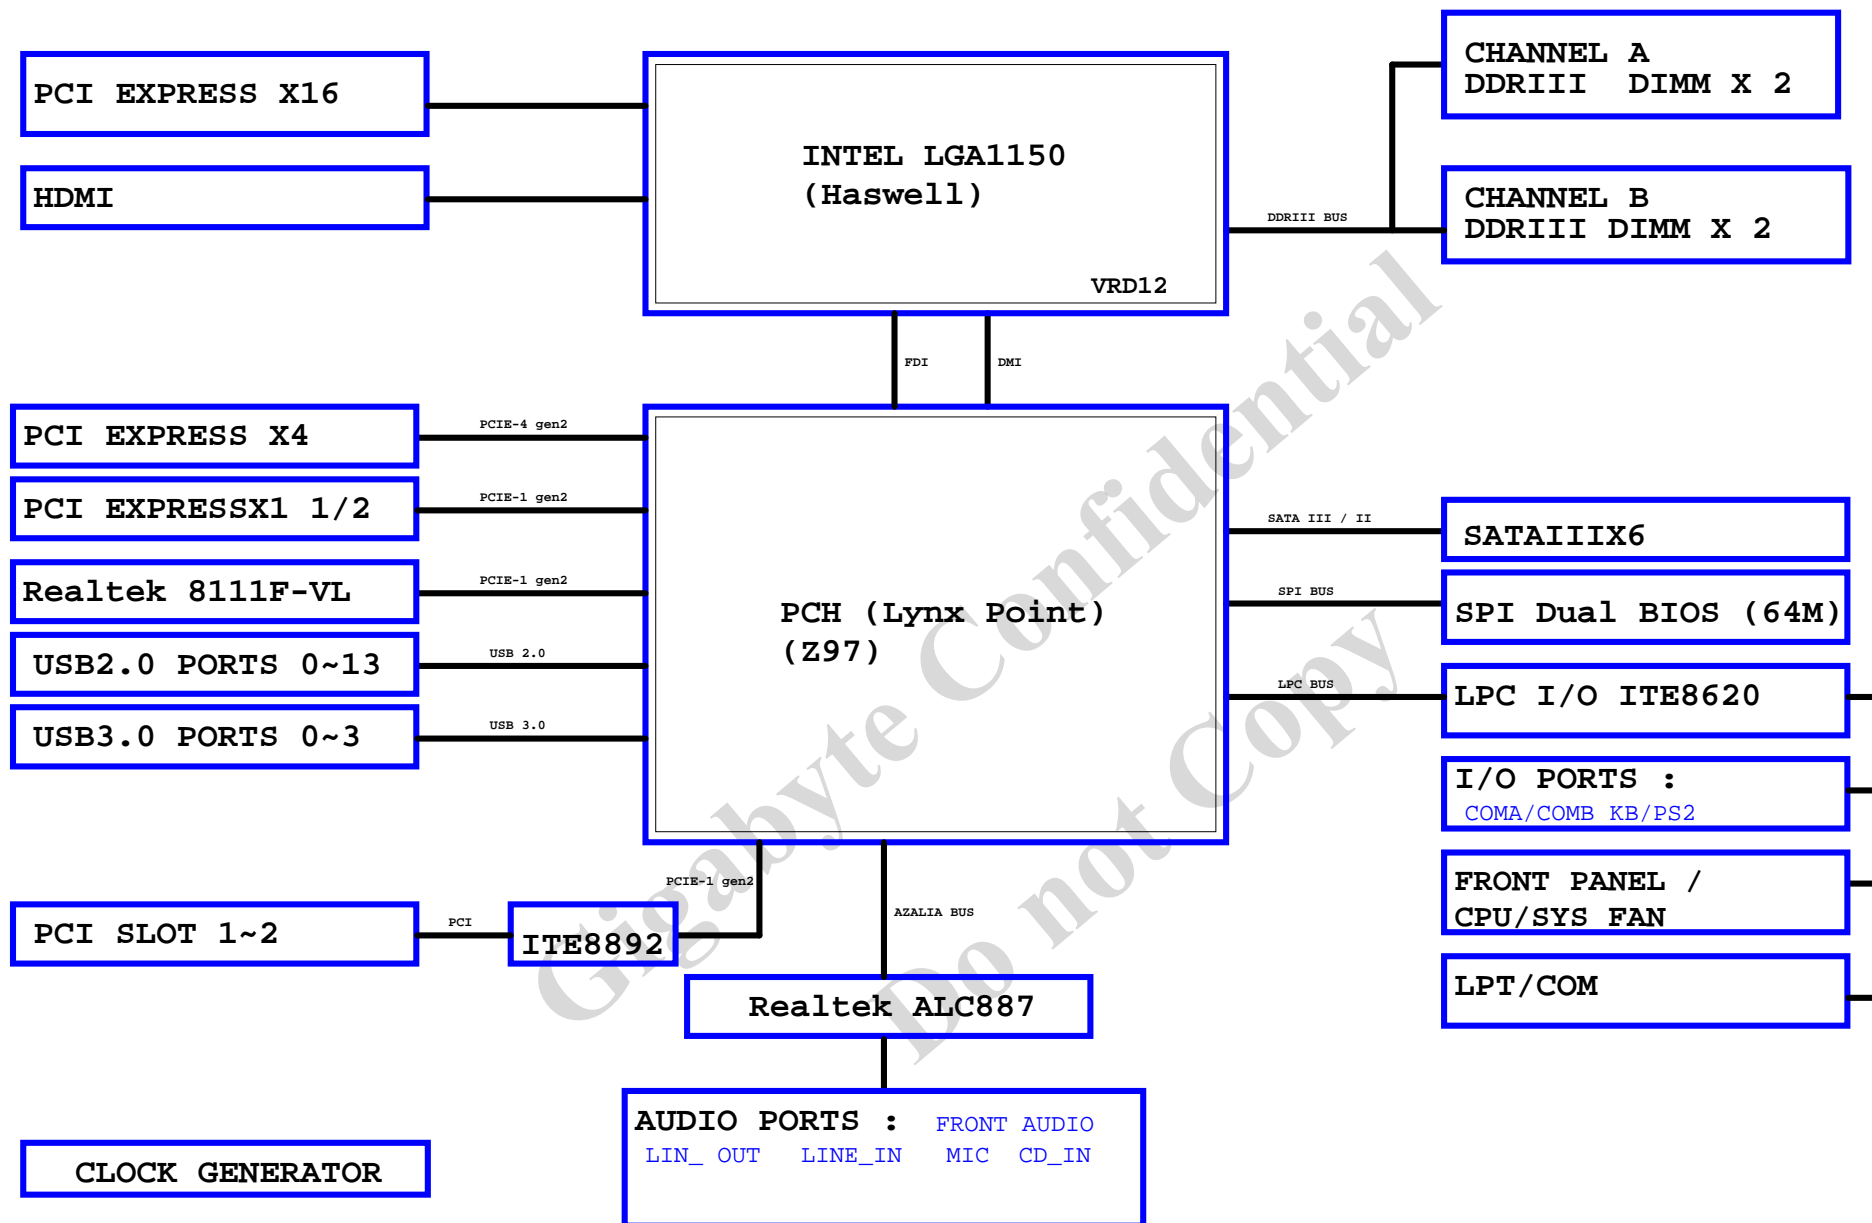 PCI EXPRESS X16
HDMI
INTEL LGA1150
(Haswell)
VRD12
DDRIII BUS
CHANNEL A
DDRIII DIMM X 2
CHANNEL B
DDRIII DIMM X 2
FDI
DMI
PCI EXPRESS X4
PCIE-4 gen2
PCI EXPRESSX1 1/2
PCIE-1 gen2
Realtek 8111F-VL
PCIE-1 gen2
USB2.0 PORTS 0~13
USB 2.0
USB3.0 PORTS 0~3
USB 3.0
PCH (Lynx Point)
(Z97)
SATA III / II
SATAIIIX6
SPI BUS
SPI Dual BIOS (64M)
LPC BUS
LPC I/O ITE8620
I/O PORTS :
COMA/COMB KB/PS2
FRONT PANEL /
CPU/SYS FAN
LPT/COM
PCI SLOT 1~2
PCI
ITE8892
PCIE-1 gen2
AZALIA BUS
Realtek ALC887
AUDIO PORTS : FRONT AUDIO
LIN_ OUT LINE_IN MIC CD_IN
CLOCK GENERATOR
Gigabyte Confidential
Do not Copy